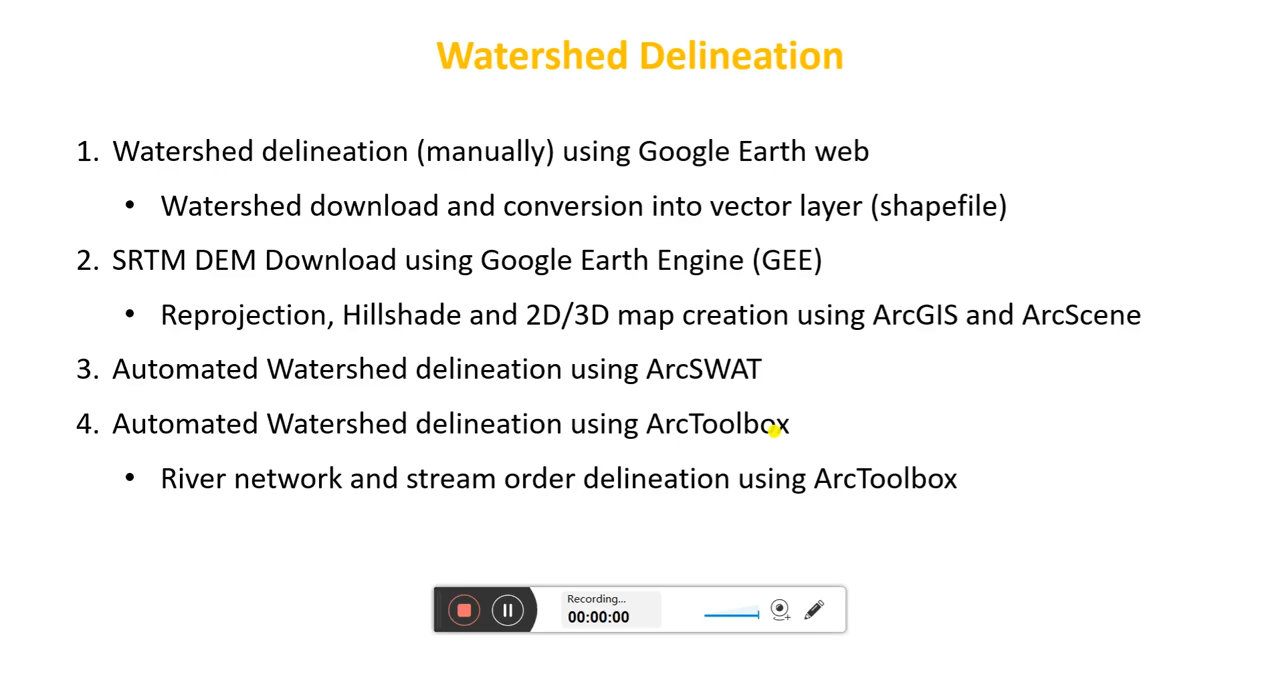 Watershed Delineation
1. Watershed delineation (manually) using Google Earth web
• Watershed download and conversion into vector layer (shapefile)
2. SRTM DEM Download using Google Earth Engine (GEE)
• Reprojection, Hillshade and 2D/3D map creation using ArcGIS and ArcScene
3. Automated Watershed delineation using ArcSWAT
4. Automated Watershed delineation using ArcToolbox
• River network and stream order delineation using ArcToolbox
Recording...
00:00:00